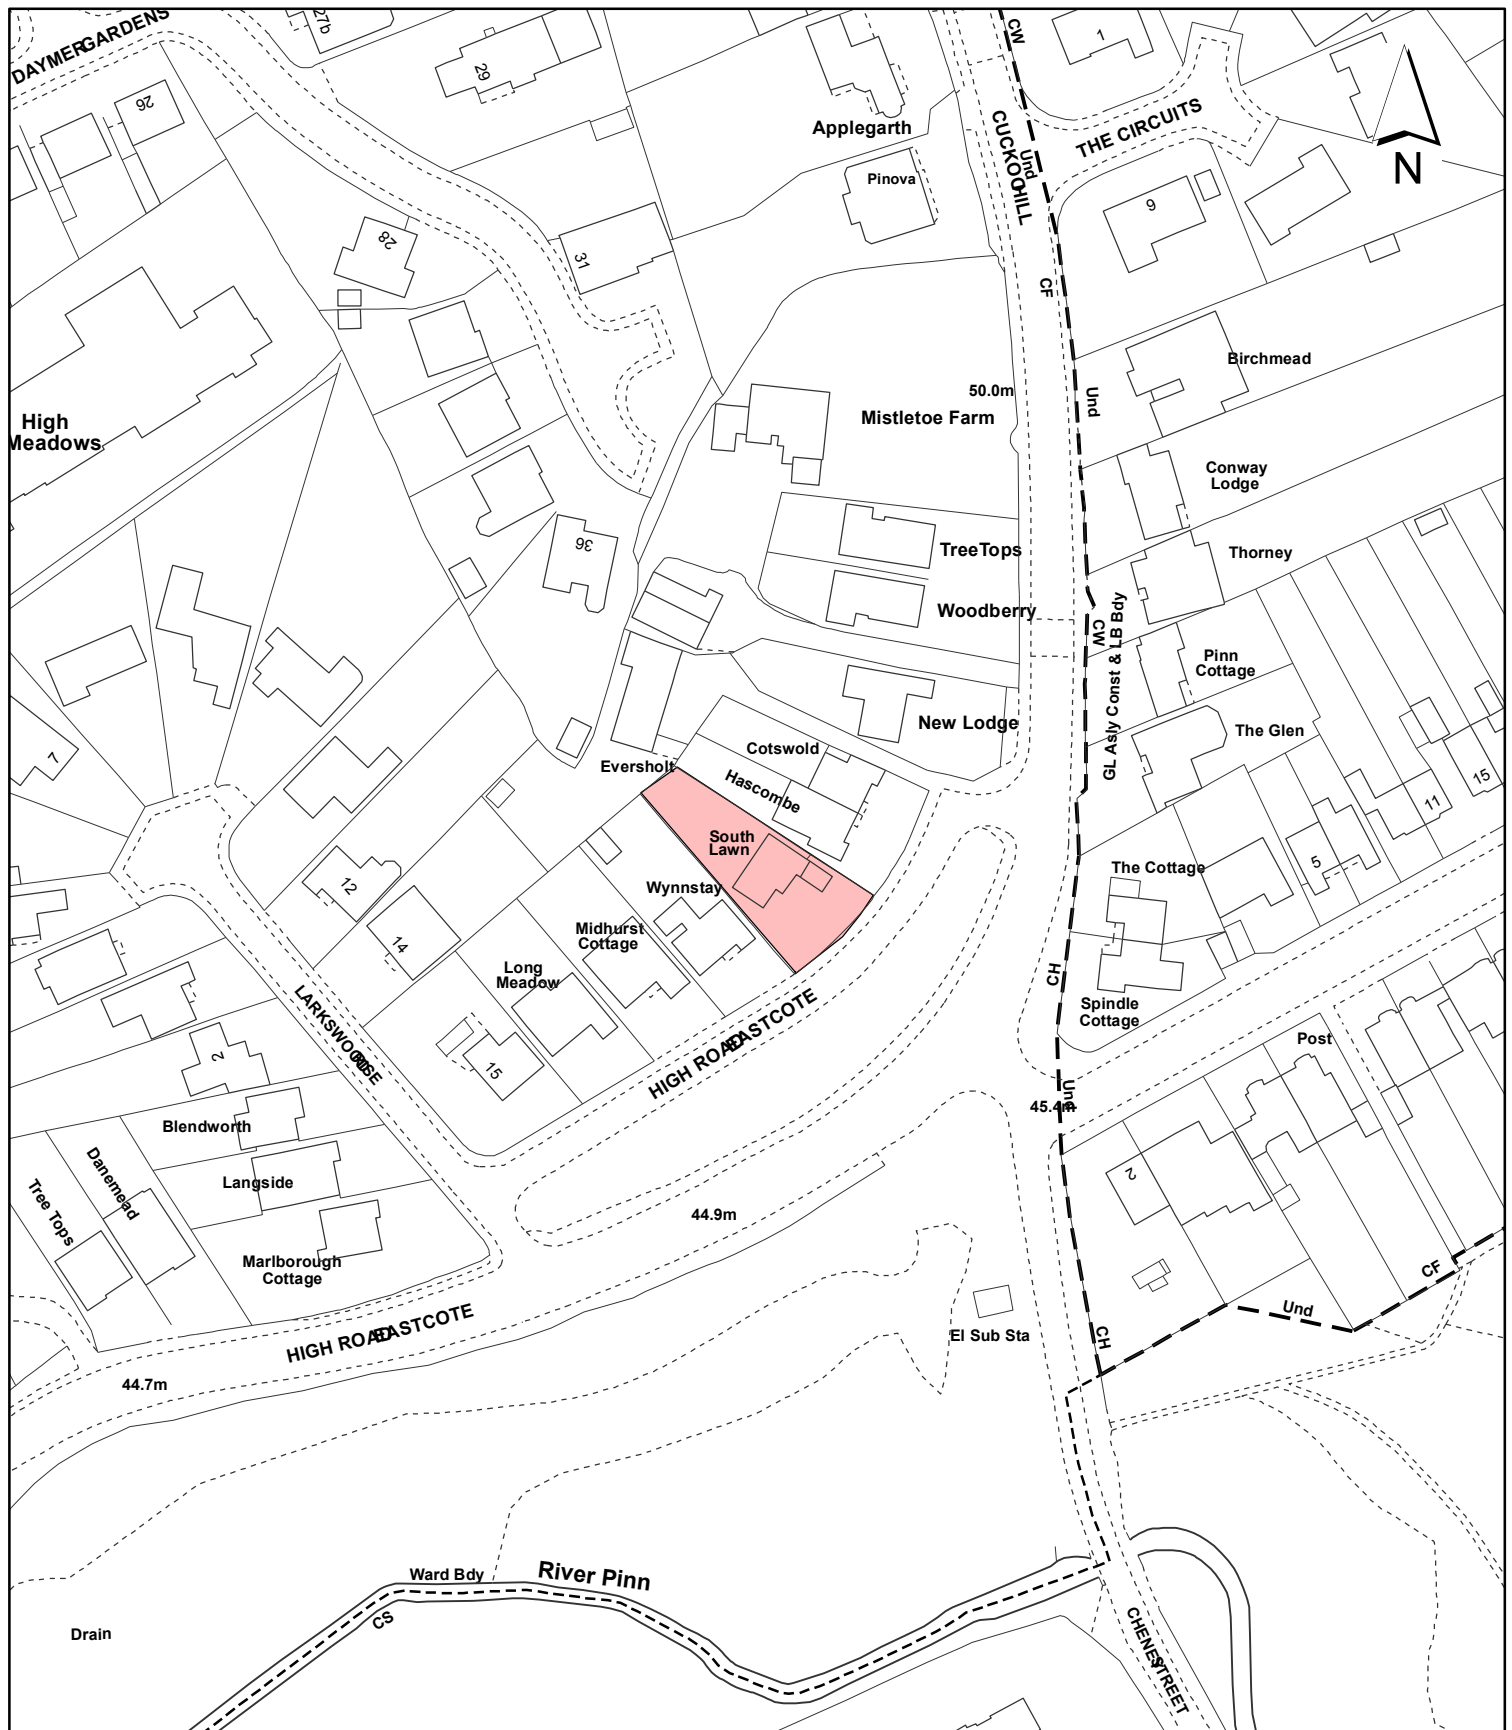 DAYMER GARDENS
27b
29
26
CW
1
Applegarth
CUCKOO HILL
Und
THE CIRCUITS
N
Pinova
28
31
6
CF
High
Meadows
50.0m
Mistletoe Farm
Und
Birchmead
Conway
Lodge
36
TreeTops
Thorney
Woodberry
CW
GL Asly Const & LB Bdy
Pinn
Cottage
7
New Lodge
The Glen
Cotswold
Eversholt
Hascombe
15
11
South
Lawn
5
The Cottage
12
Wynnstay
14
Midhurst
Cottage
Long
Meadow
CH
Spindle
Cottage
LARKSWOOD RISE
HIGH ROAD EASTCOTE
Post
2
15
Und
45.4m
Blendworth
Danemead
Langside
Tree Tops
2
44.9m
Marlborough
Cottage
CF
Und
HIGH ROAD EASTCOTE
El Sub Sta
CH
44.7m
Ward Bdy
River Pinn
CS
Drain
CHENEY STREET